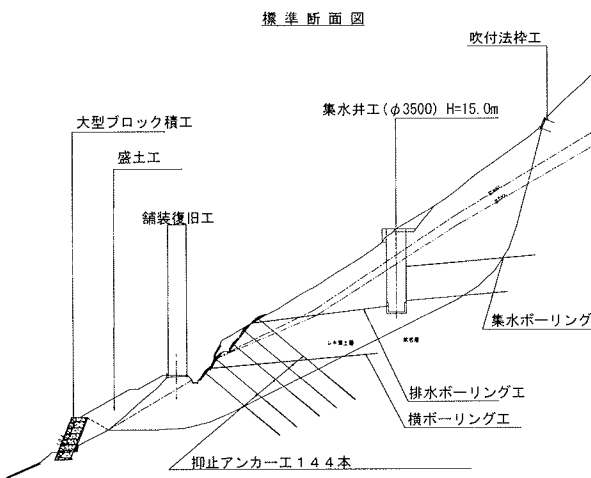 標準断面図
吹付法枠工
集水井工(φ3500) H=15.0m
大型ブロック積工
盛土工
舗装復旧工
集水ボーリング
排水ボーリング工
横ボーリング工
抑止アンカー工144本